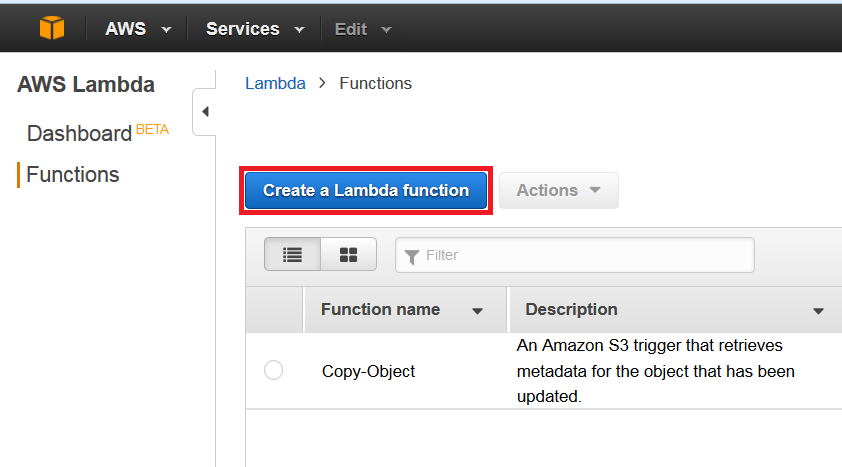 AWS Services Edit
AWS Lambda
Dashboard BETA
Functions
Lambda > Functions
Create a Lambda function Actions
Filter
Function name Description
Copy-Object
An Amazon S3 trigger that retrieves
metadata for the object that has been
updated.